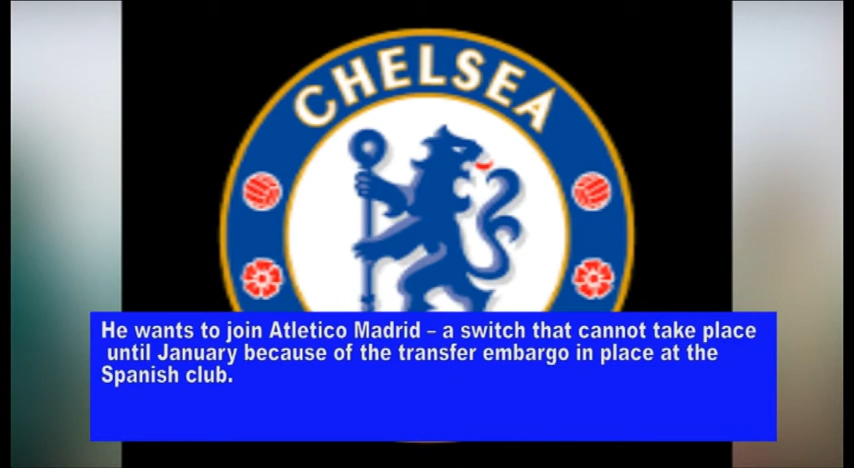 CHELSEA
He wants to join Atletico Madrid – a switch that cannot take place
until January because of the transfer embargo in place at the
Spanish club.